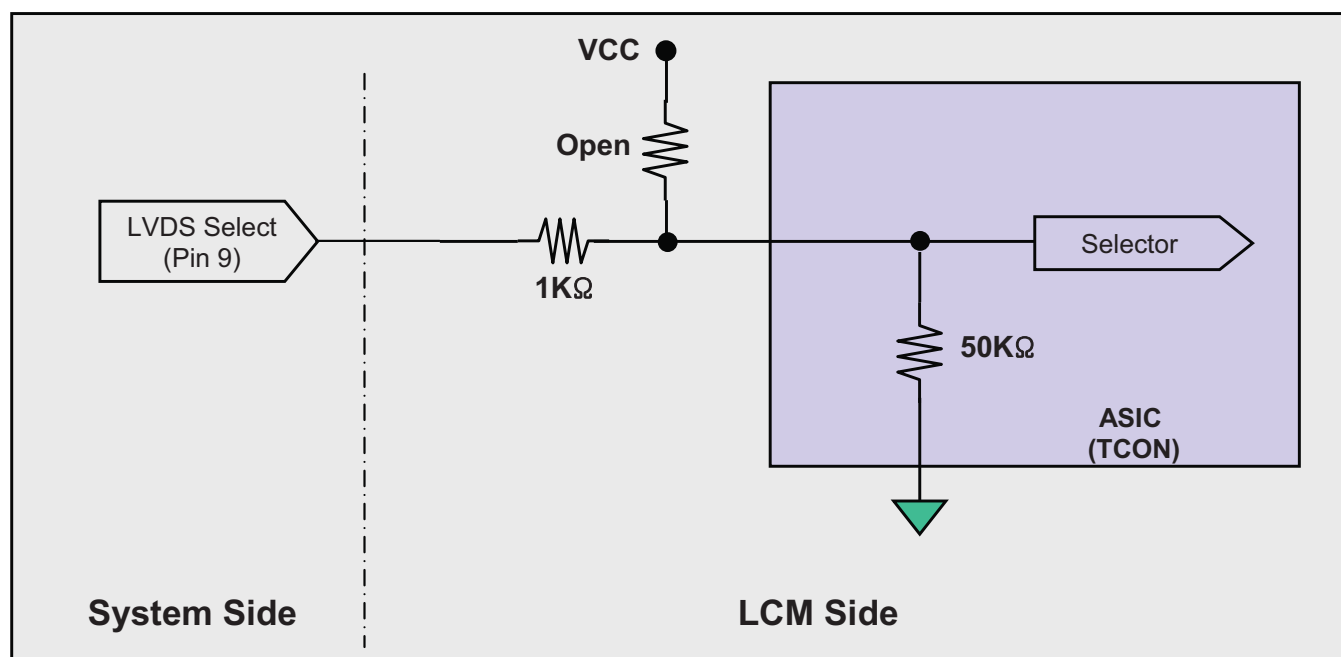 VCC
Open
LVDS Select
(Pin 9)
Selector
1KΩ
50KΩ
ASIC
(TCON)
System Side
LCM Side